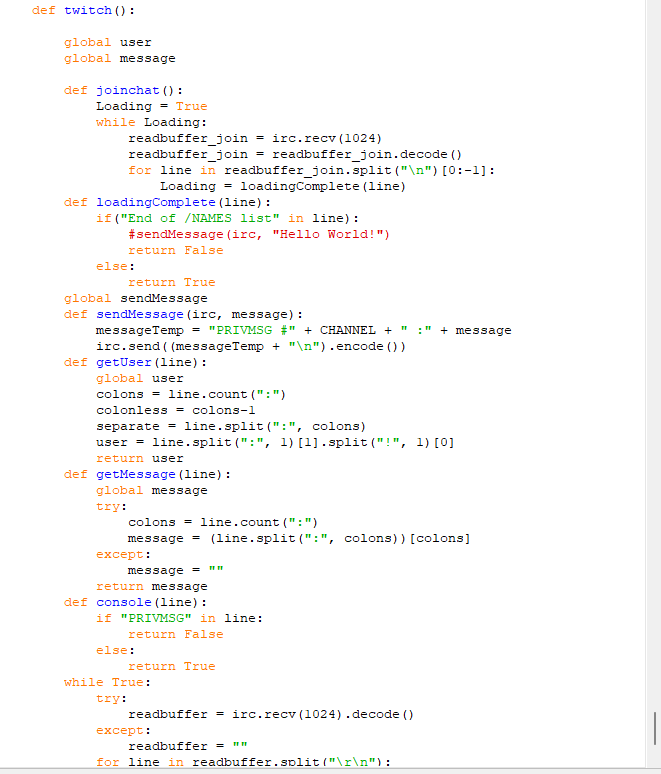 def twitch():
global user
global message
def joinchat():
Loading = True
while Loading:
readbuffer_join = irc.recv(1024)
readbuffer_join = readbuffer_join.decode()
for line in readbuffer_join.split("\n")[0:-1]:
Loading = loadingComplete(line)
def loadingComplete(line):
if("End of /NAMES list" in line):
#sendMessage(irc, "Hello World!")
return False
else:
return True
global sendMessage
def sendMessage(irc, message):
messageTemp = "PRIVMSG #" + CHANNEL + " :" + message
irc.send((messageTemp + "\n").encode())
def getUser(line):
global user
colons = line.count(":")
colonless = colons-1
separate = line.split(":", colons)
user = line.split(":", 1)[1].split("!", 1)[0]
return user
def getMessage(line):
global message
try:
colons = line.count(":")
message = (line.split(":", colons))[colons]
except:
message = ""
return message
def console(line):
if "PRIVMSG" in line:
return False
else:
return True
while True:
try:
readbuffer = irc.recv(1024).decode()
except:
readbuffer = ""
for line in readbuffer.split("\r\n"):